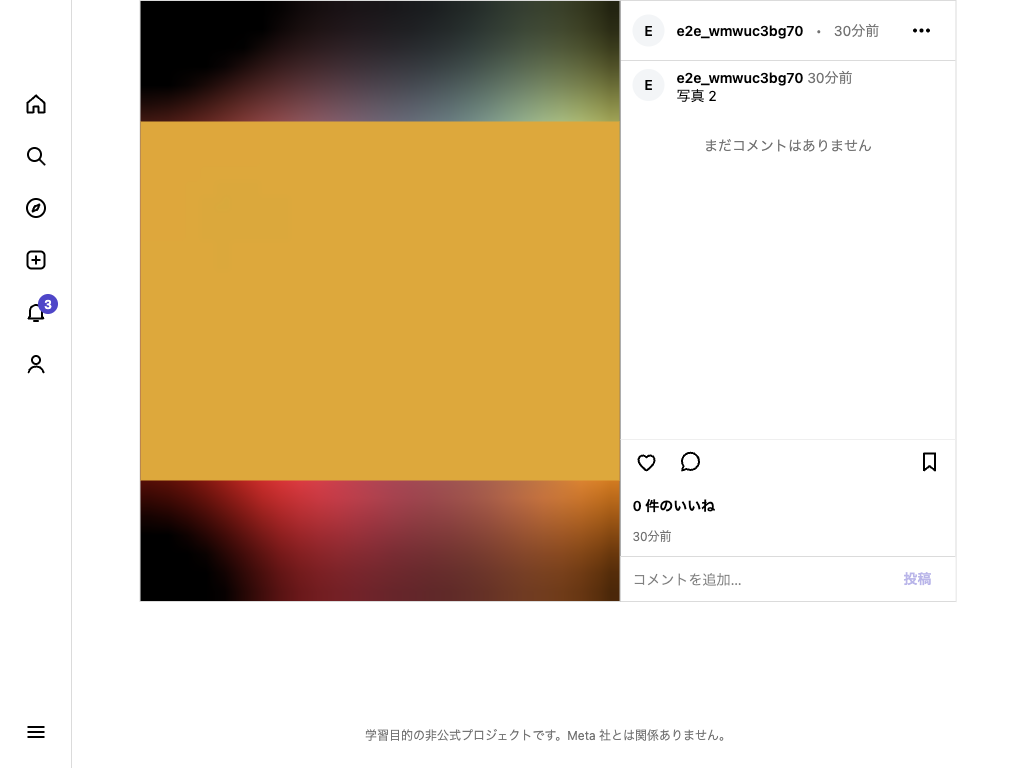 3
E
e2e_wmwuc3bg70 • 30分前
E
e2e_wmwuc3bg70 30分前
写真 2
まだコメントはありません
0 件のいいね
30分前
コメントを追加...
投稿
学習目的の非公式プロジェクトです。Meta 社とは関係ありません。